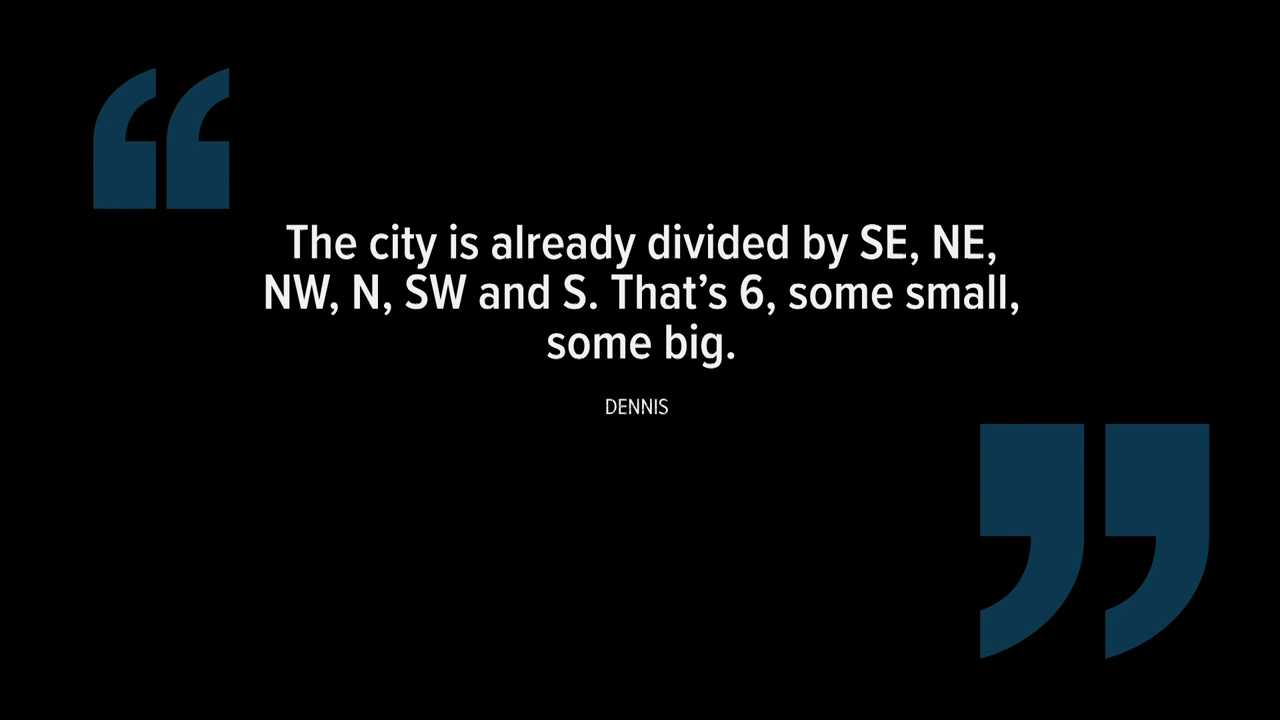 The city is already divided by SE, NE,
NW, N, SW and S. That’s 6, some small,
some big.
DENNIS